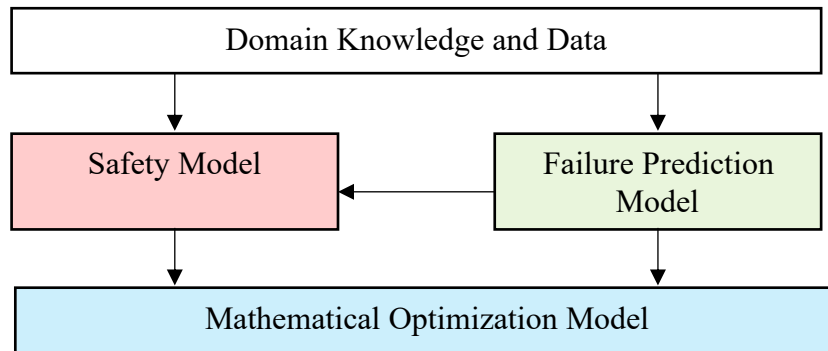 Domain Knowledge and Data
Safety Model
Failure Prediction
Model
Mathematical Optimization Model